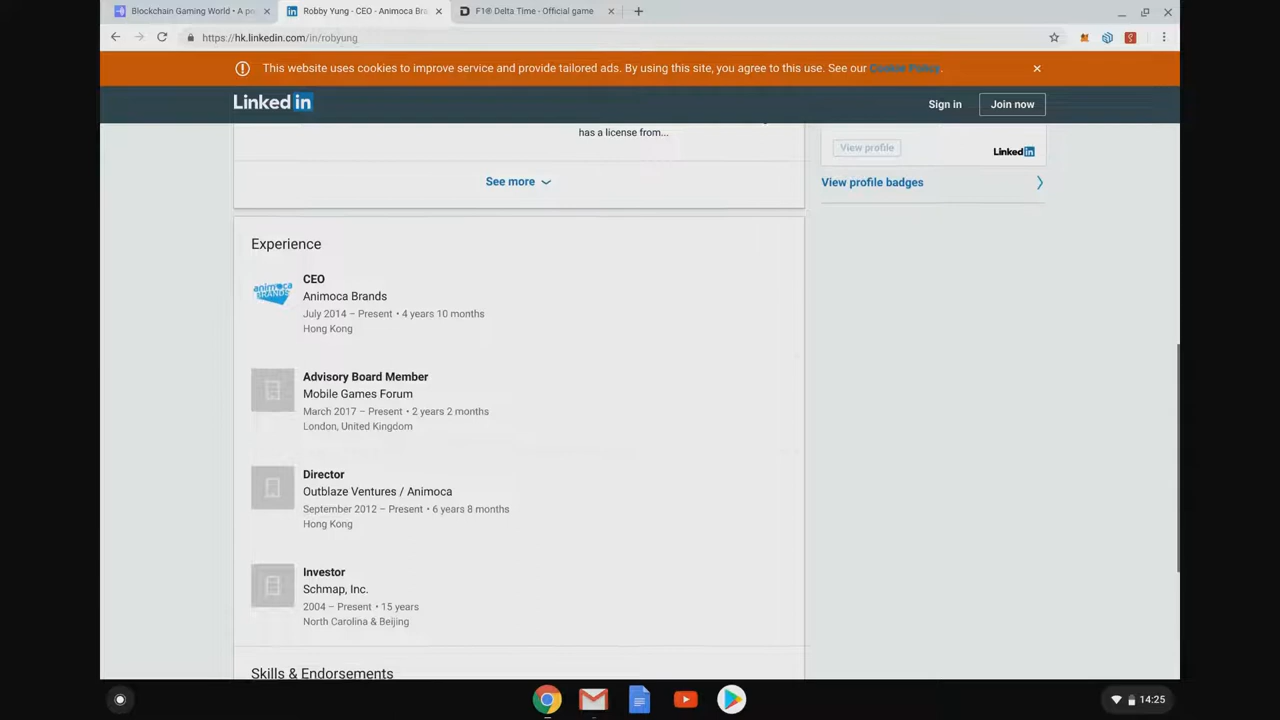 Blockchain Gaming World • A po
Robby Yung - CEO - Animoca Bra
F1® Delta Time - Official game
https://hk.linkedin.com/in/robyung
This website uses cookies to improve service and provide tailored ads. By using this site, you agree to this use. See our Cookie Policy.
Linked in
Sign in
Join now
has a license from...
View profile
Linked in
See more
View profile badges
Experience
CEO
animoca BRANDS
Animoca Brands
July 2014 – Present • 4 years 10 months
Hong Kong
Advisory Board Member
Mobile Games Forum
March 2017 – Present • 2 years 2 months
London, United Kingdom
Director
Outblaze Ventures / Animoca
September 2012 – Present • 6 years 8 months
Hong Kong
Investor
Schmap, Inc.
2004 – Present • 15 years
North Carolina & Beijing
Skills & Endorsements
14:25